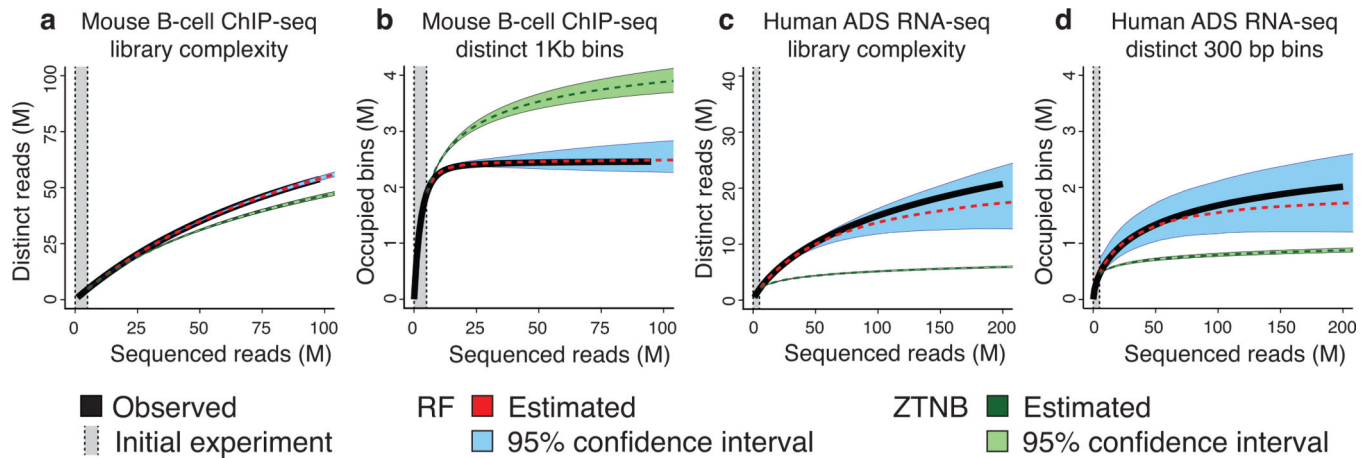 a Mouse B-cell ChIP-seq
library complexity
Distinct reads (M)
100
75
50
25
0
0 25 50 75 100
Sequenced reads (M)
b Mouse B-cell ChIP-seq
distinct 1Kb bins
Occupied bins (M)
4
3
2
1
0
0 25 50 75 100
Sequenced reads (M)
c Human ADS RNA-seq
library complexity
Distinct reads (M)
40
30
20
10
0
0 50 100 150 200
Sequenced reads (M)
d Human ADS RNA-seq
distinct 300 bp bins
Occupied bins (M)
4
3
2
1
0
0 50 100 150 200
Sequenced reads (M)
Observed
Initial experiment
RF Estimated
95% confidence interval
ZTNB Estimated
95% confidence interval